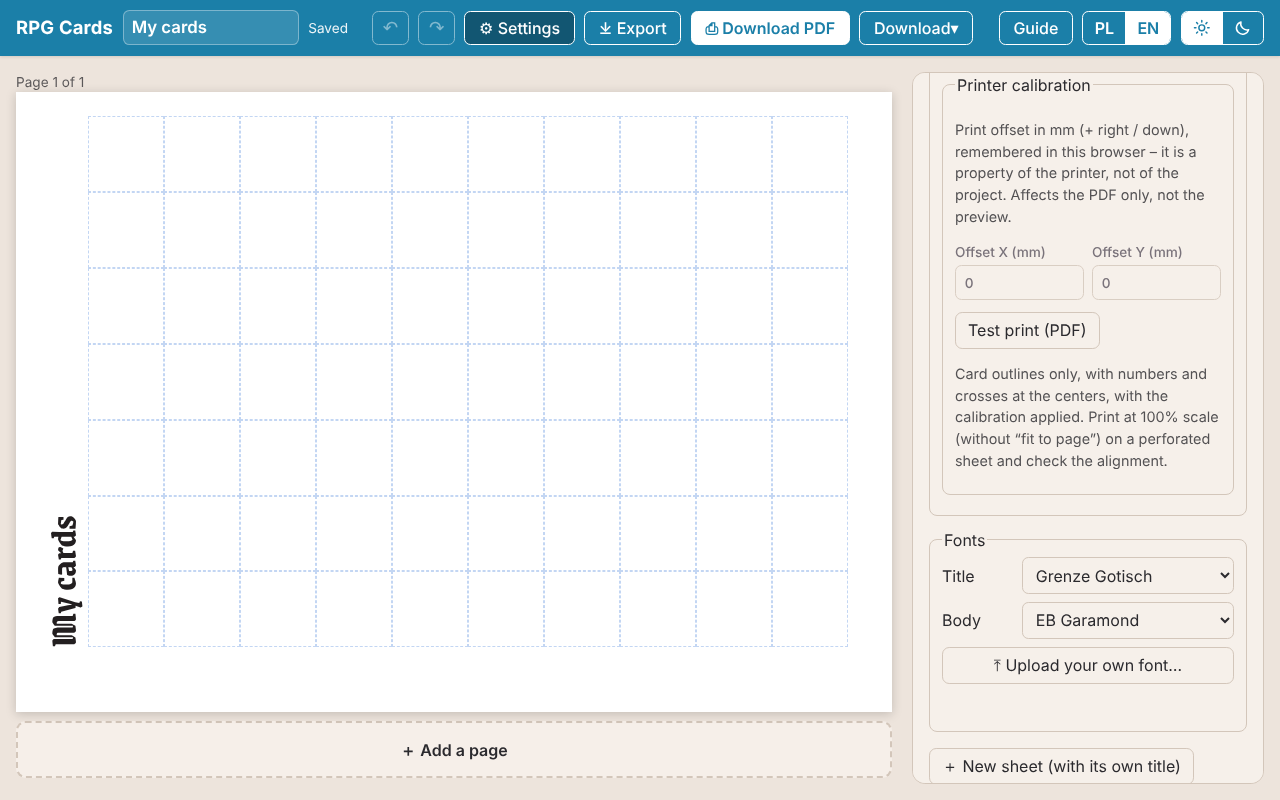 RPG Cards My cards Saved ↶ ↷ ⚙ Settings Export ⎙ Download PDF Download▾ Guide PL EN
Page 1 of 1
My cards
+ Add a page
Printer calibration
Print offset in mm (+ right / down),
remembered in this browser – it is a
property of the printer, not of the
project. Affects the PDF only, not the
preview.
Offset X (mm) Offset Y (mm)
0 0
Test print (PDF)
Card outlines only, with numbers and
crosses at the centers, with the
calibration applied. Print at 100% scale
(without “fit to page”) on a perforated
sheet and check the alignment.
Fonts
Title Grenze Gotisch
Body EB Garamond
⤒ Upload your own font…
+ New sheet (with its own title)